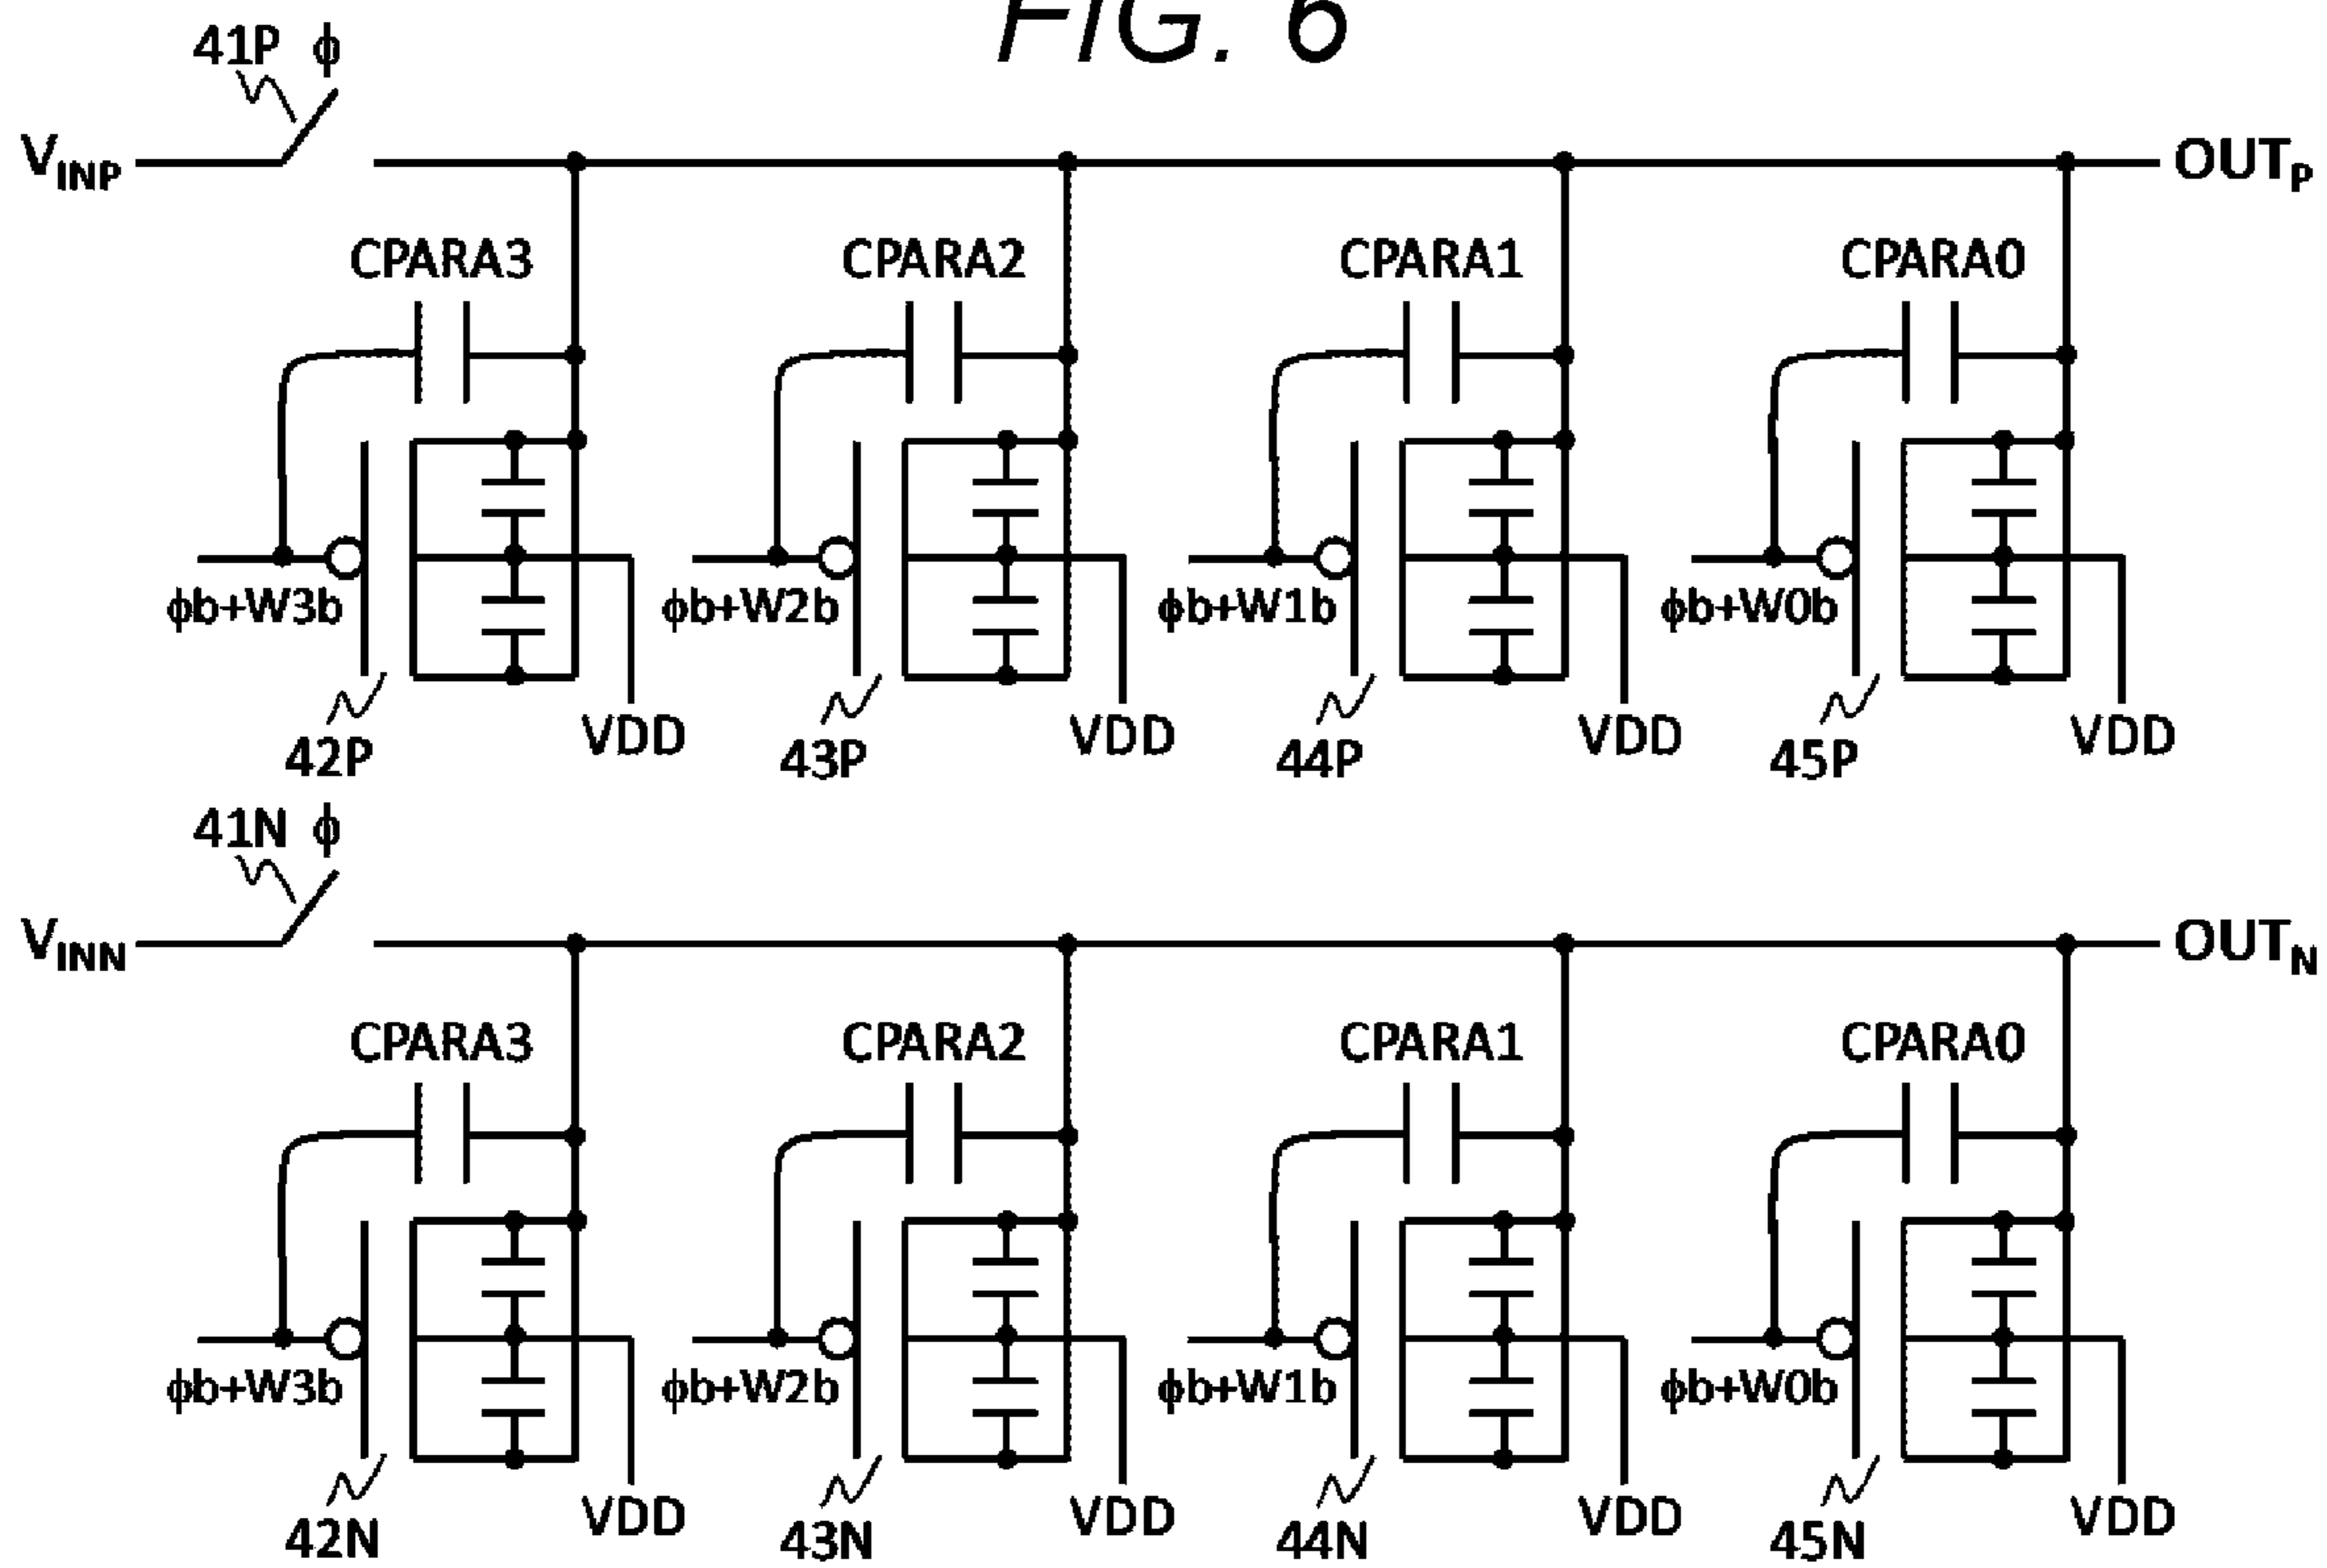 FIG. 6
41P ϕ
VINP
OUTP
CPARA3 CPARA2 CPARA1 CPARA0
ϕb+W3b ϕb+W2b ϕb+W1b ϕb+W0b
VDD VDD VDD VDD
42P 43P 44P 45P
41N ϕ
VINN
OUTN
CPARA3 CPARA2 CPARA1 CPARA0
ϕb+W3b ϕb+W2b ϕb+W1b ϕb+W0b
VDD VDD VDD VDD
42N 43N 44N 45N